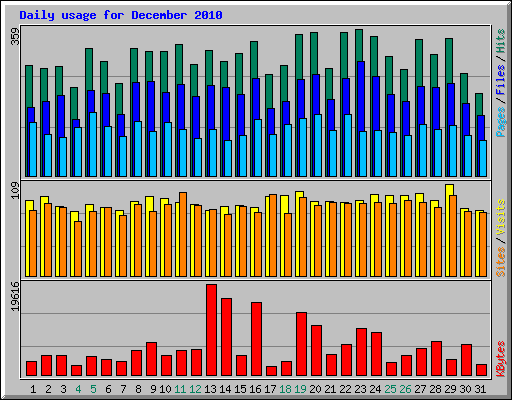 Daily usage for December 2010
359
Pages / Files / Hits
109
Sites / Visits
19616
KBytes
1 2 3 4 5 6 7 8 9 10 11 12 13 14 15 16 17 18 19 20 21 22 23 24 25 26 27 28 29 30 31